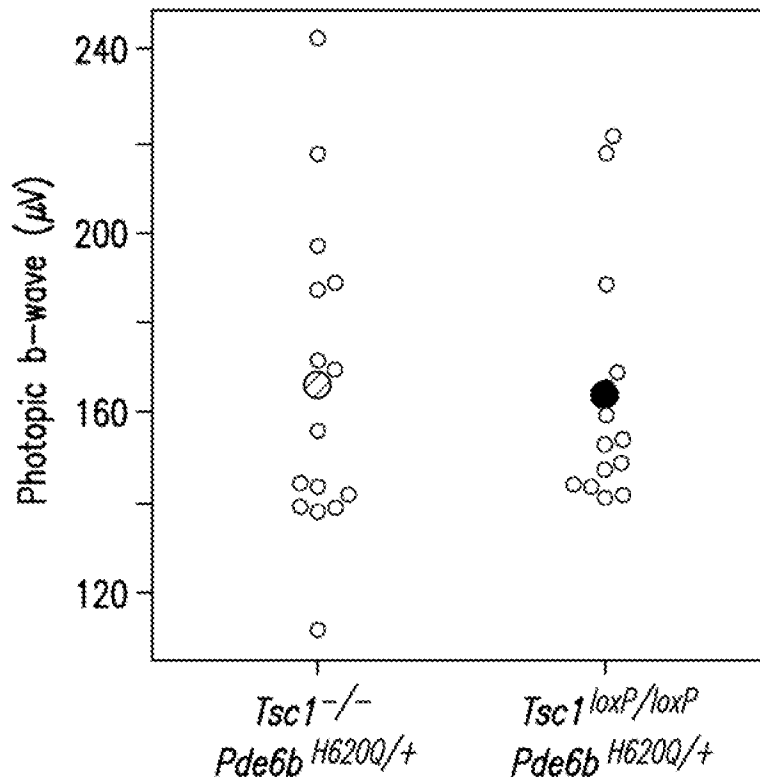 Photopic b-wave (μV)
240
200
160
120
Tsc1 -/-
Pde6b H620Q/+
Tsc1 loxP/loxP
Pde6b H620Q/+